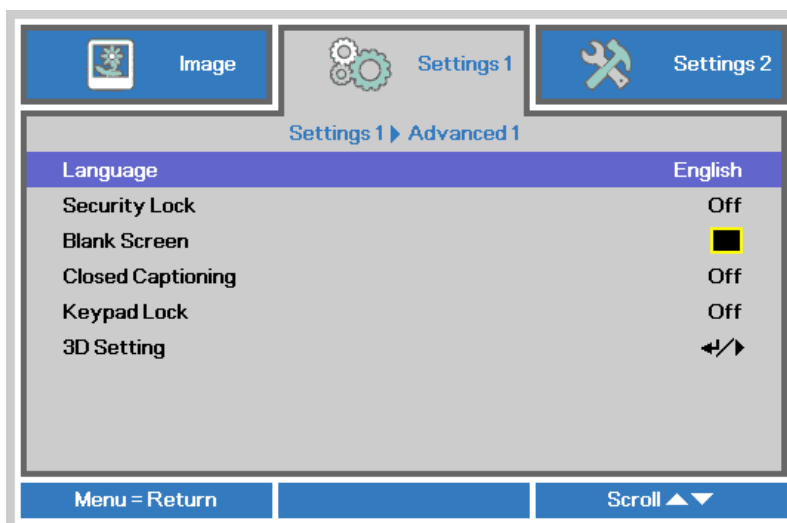 Image
Settings 1
Settings 2
Settings 1 ▶ Advanced 1
Language English
Security Lock Off
Blank Screen
Closed Captioning Off
Keypad Lock Off
3D Setting ↵/▶
Menu = Return
Scroll ▲▼